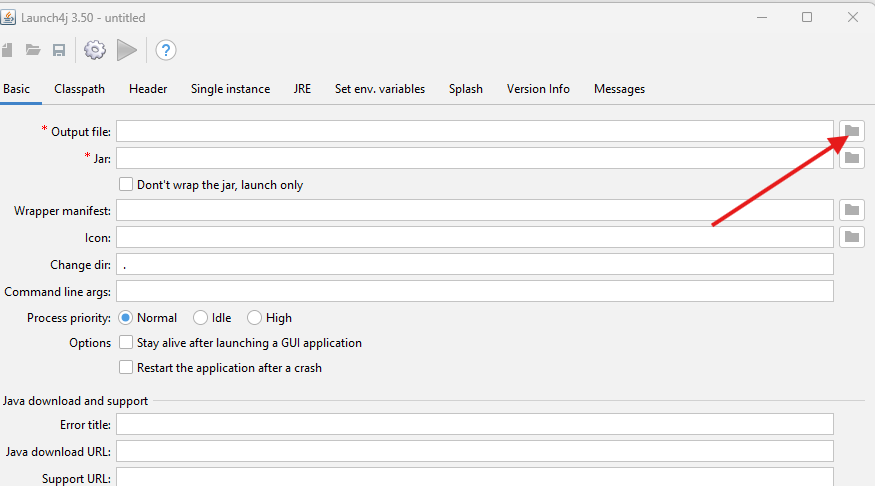 Launch4j 3.50 - untitled
?
Basic Classpath Header Single instance JRE Set env. variables Splash Version Info Messages
* Output file:
* Jar:
Don't wrap the jar, launch only
Wrapper manifest:
Icon:
Change dir: .
Command line args:
Process priority: Normal Idle High
Options Stay alive after launching a GUI application
Restart the application after a crash
Java download and support
Error title:
Java download URL:
Support URL: